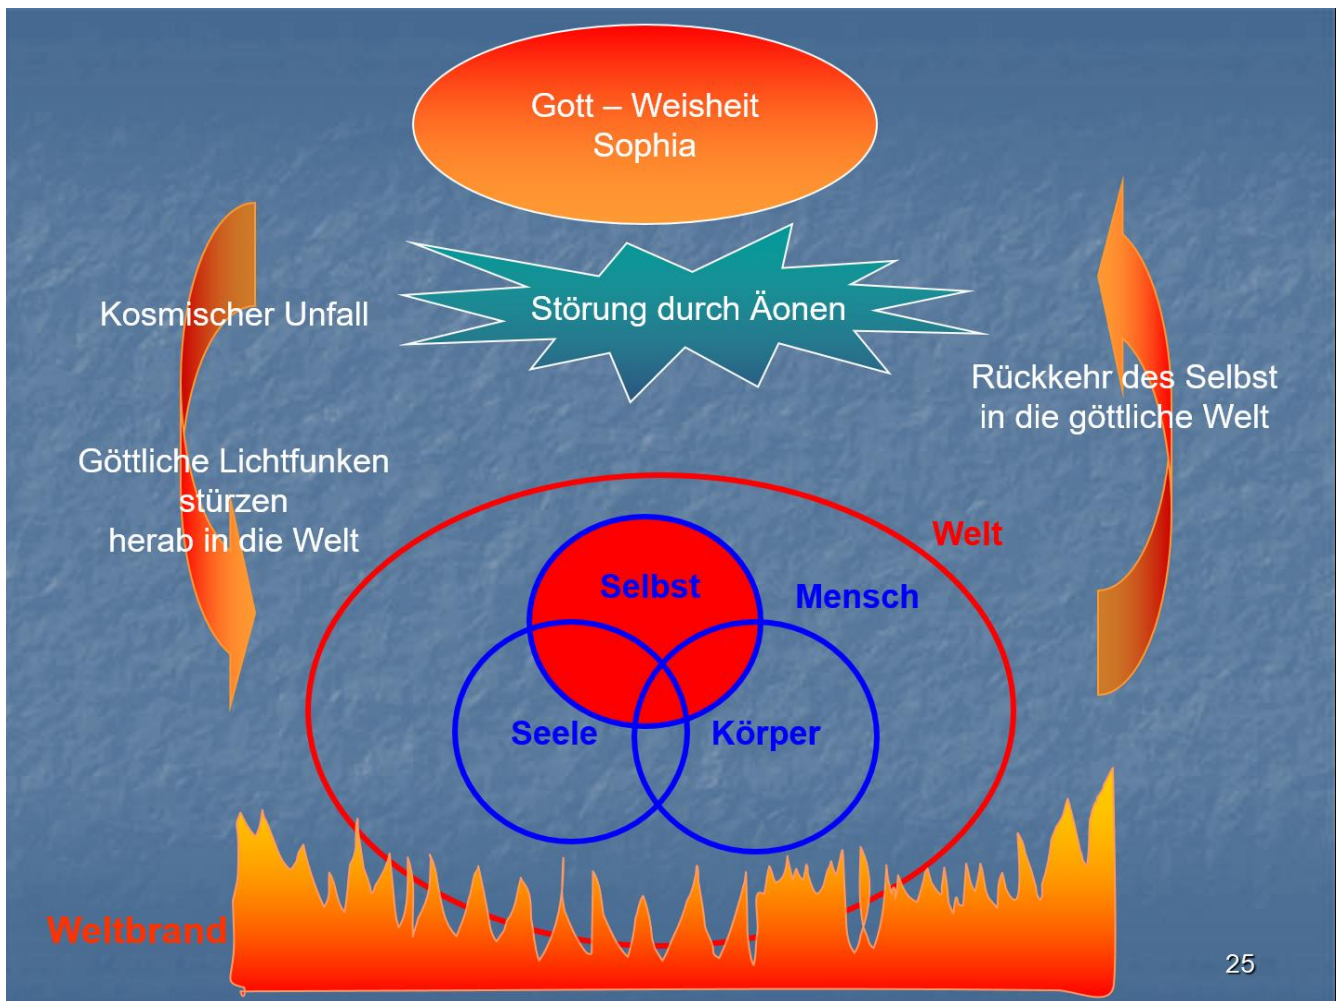 Gott – Weisheit
Sophia
Störung durch Äonen
Kosmischer Unfall
Göttliche Lichtfunken
stürzen
herab in die Welt
Rückkehr des Selbst
in die göttliche Welt
Welt
Mensch
Selbst
Seele
Körper
Weltbrand
25